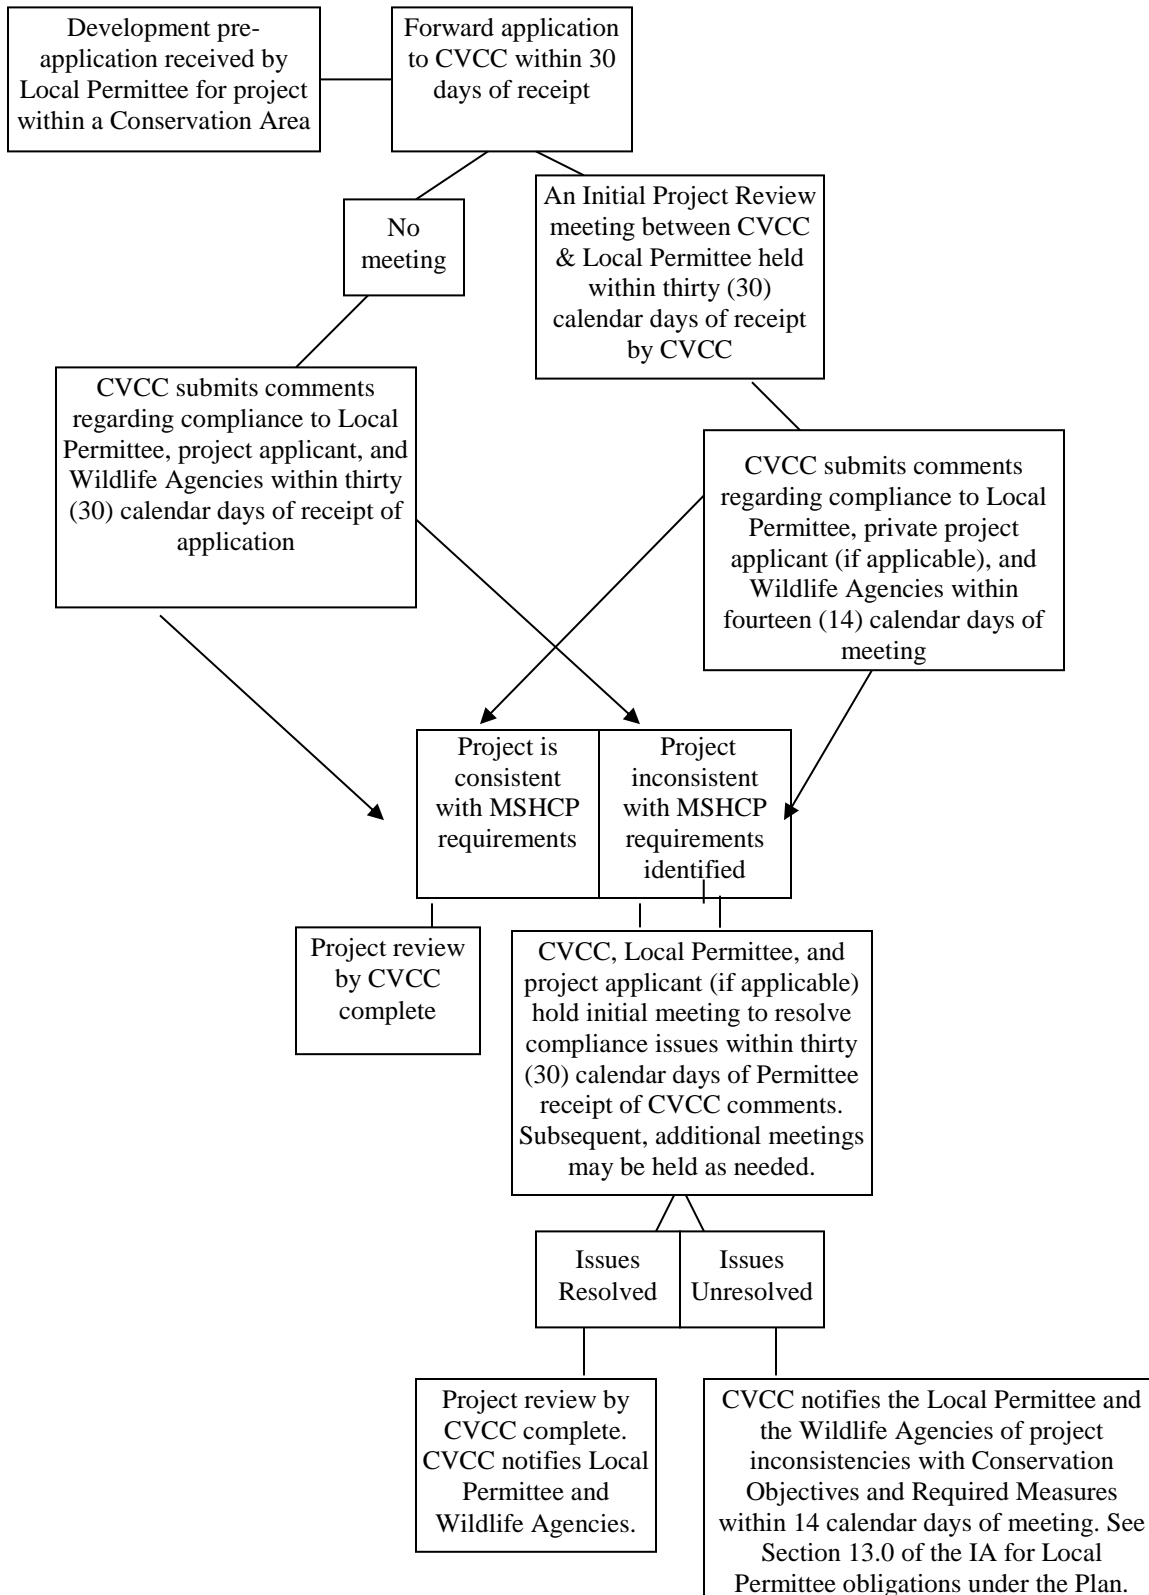 Development pre-
application received by
Local Permittee for project
within a Conservation Area
Forward application
to CVCC within 30
days of receipt
No
meeting
An Initial Project Review
meeting between CVCC
& Local Permittee held
within thirty (30)
calendar days of receipt
by CVCC
CVCC submits comments
regarding compliance to Local
Permittee, project applicant, and
Wildlife Agencies within thirty
(30) calendar days of receipt of
application
CVCC submits comments
regarding compliance to Local
Permittee, private project
applicant (if applicable), and
Wildlife Agencies within
fourteen (14) calendar days of
meeting
Project is
consistent
with MSHCP
requirements
Project
inconsistent
with MSHCP
requirements
identified
Project review
by CVCC
complete
CVCC, Local Permittee, and
project applicant (if applicable)
hold initial meeting to resolve
compliance issues within thirty
(30) calendar days of Permittee
receipt of CVCC comments.
Subsequent, additional meetings
may be held as needed.
Issues
Resolved
Issues
Unresolved
Project review by
CVCC complete.
CVCC notifies Local
Permittee and
Wildlife Agencies.
CVCC notifies the Local Permittee and
the Wildlife Agencies of project
inconsistencies with Conservation
Objectives and Required Measures
within 14 calendar days of meeting. See
Section 13.0 of the IA for Local
Permittee obligations under the Plan.